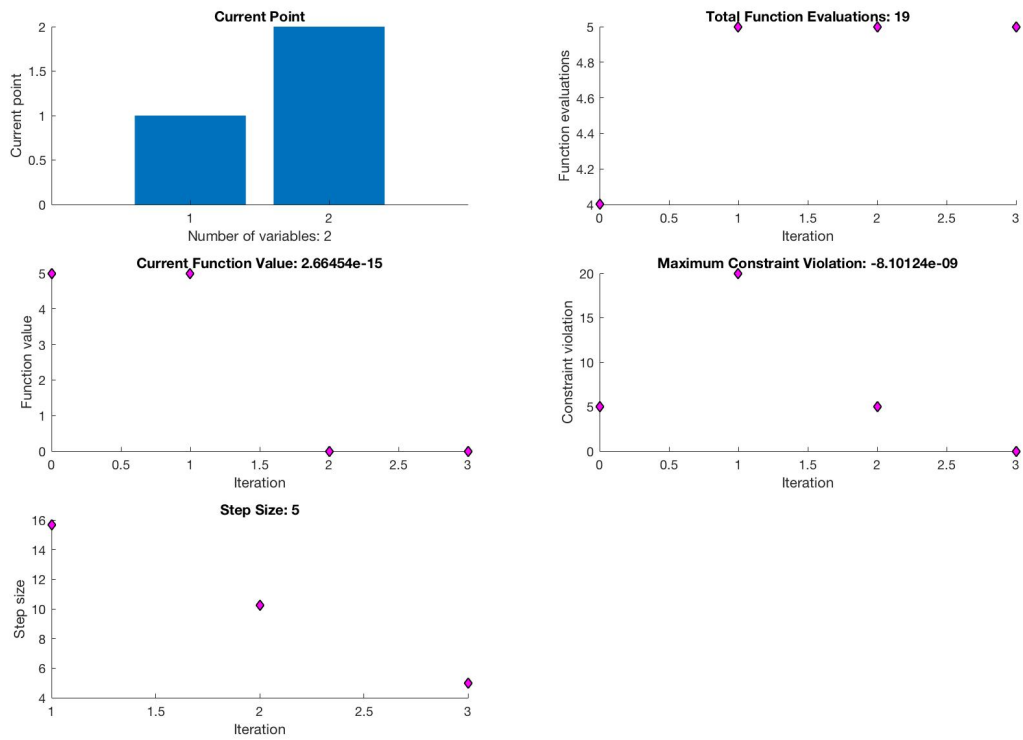 Current Point
2
1.5
1
0.5
0
Current point
1 2
Number of variables: 2
Total Function Evaluations: 19
5
4.8
4.6
4.4
4.2
4
Function evaluations
0 0.5 1 1.5 2 2.5 3
Iteration
Current Function Value: 2.66454e-15
5
4
3
2
1
0
Function value
0 0.5 1 1.5 2 2.5 3
Iteration
Maximum Constraint Violation: -8.10124e-09
20
15
10
5
0
Constraint violation
0 0.5 1 1.5 2 2.5 3
Iteration
Step Size: 5
16
14
12
10
8
6
4
Step size
1 1.5 2 2.5 3
Iteration